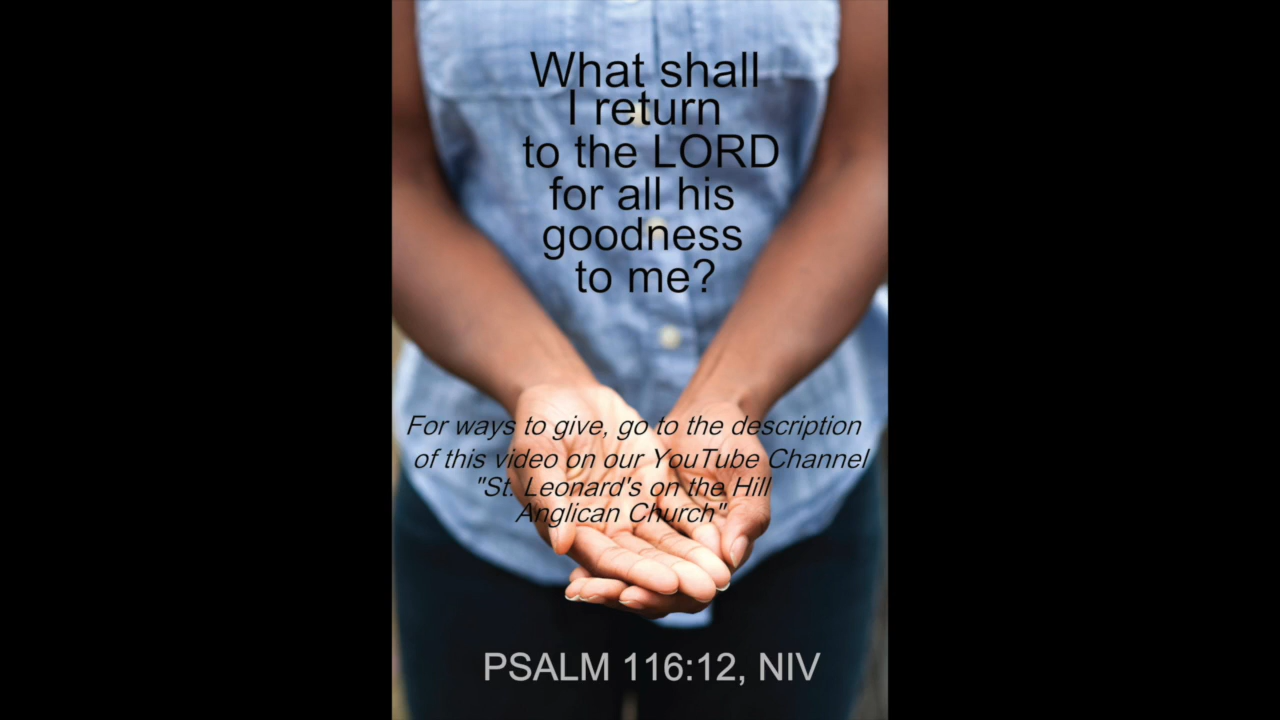 What shall
I return
to the LORD
for all his
goodness
to me?
For ways to give, go to the description
of this video on our YouTube Channel
"St. Leonard's on the Hill
Anglican Church"
PSALM 116:12, NIV